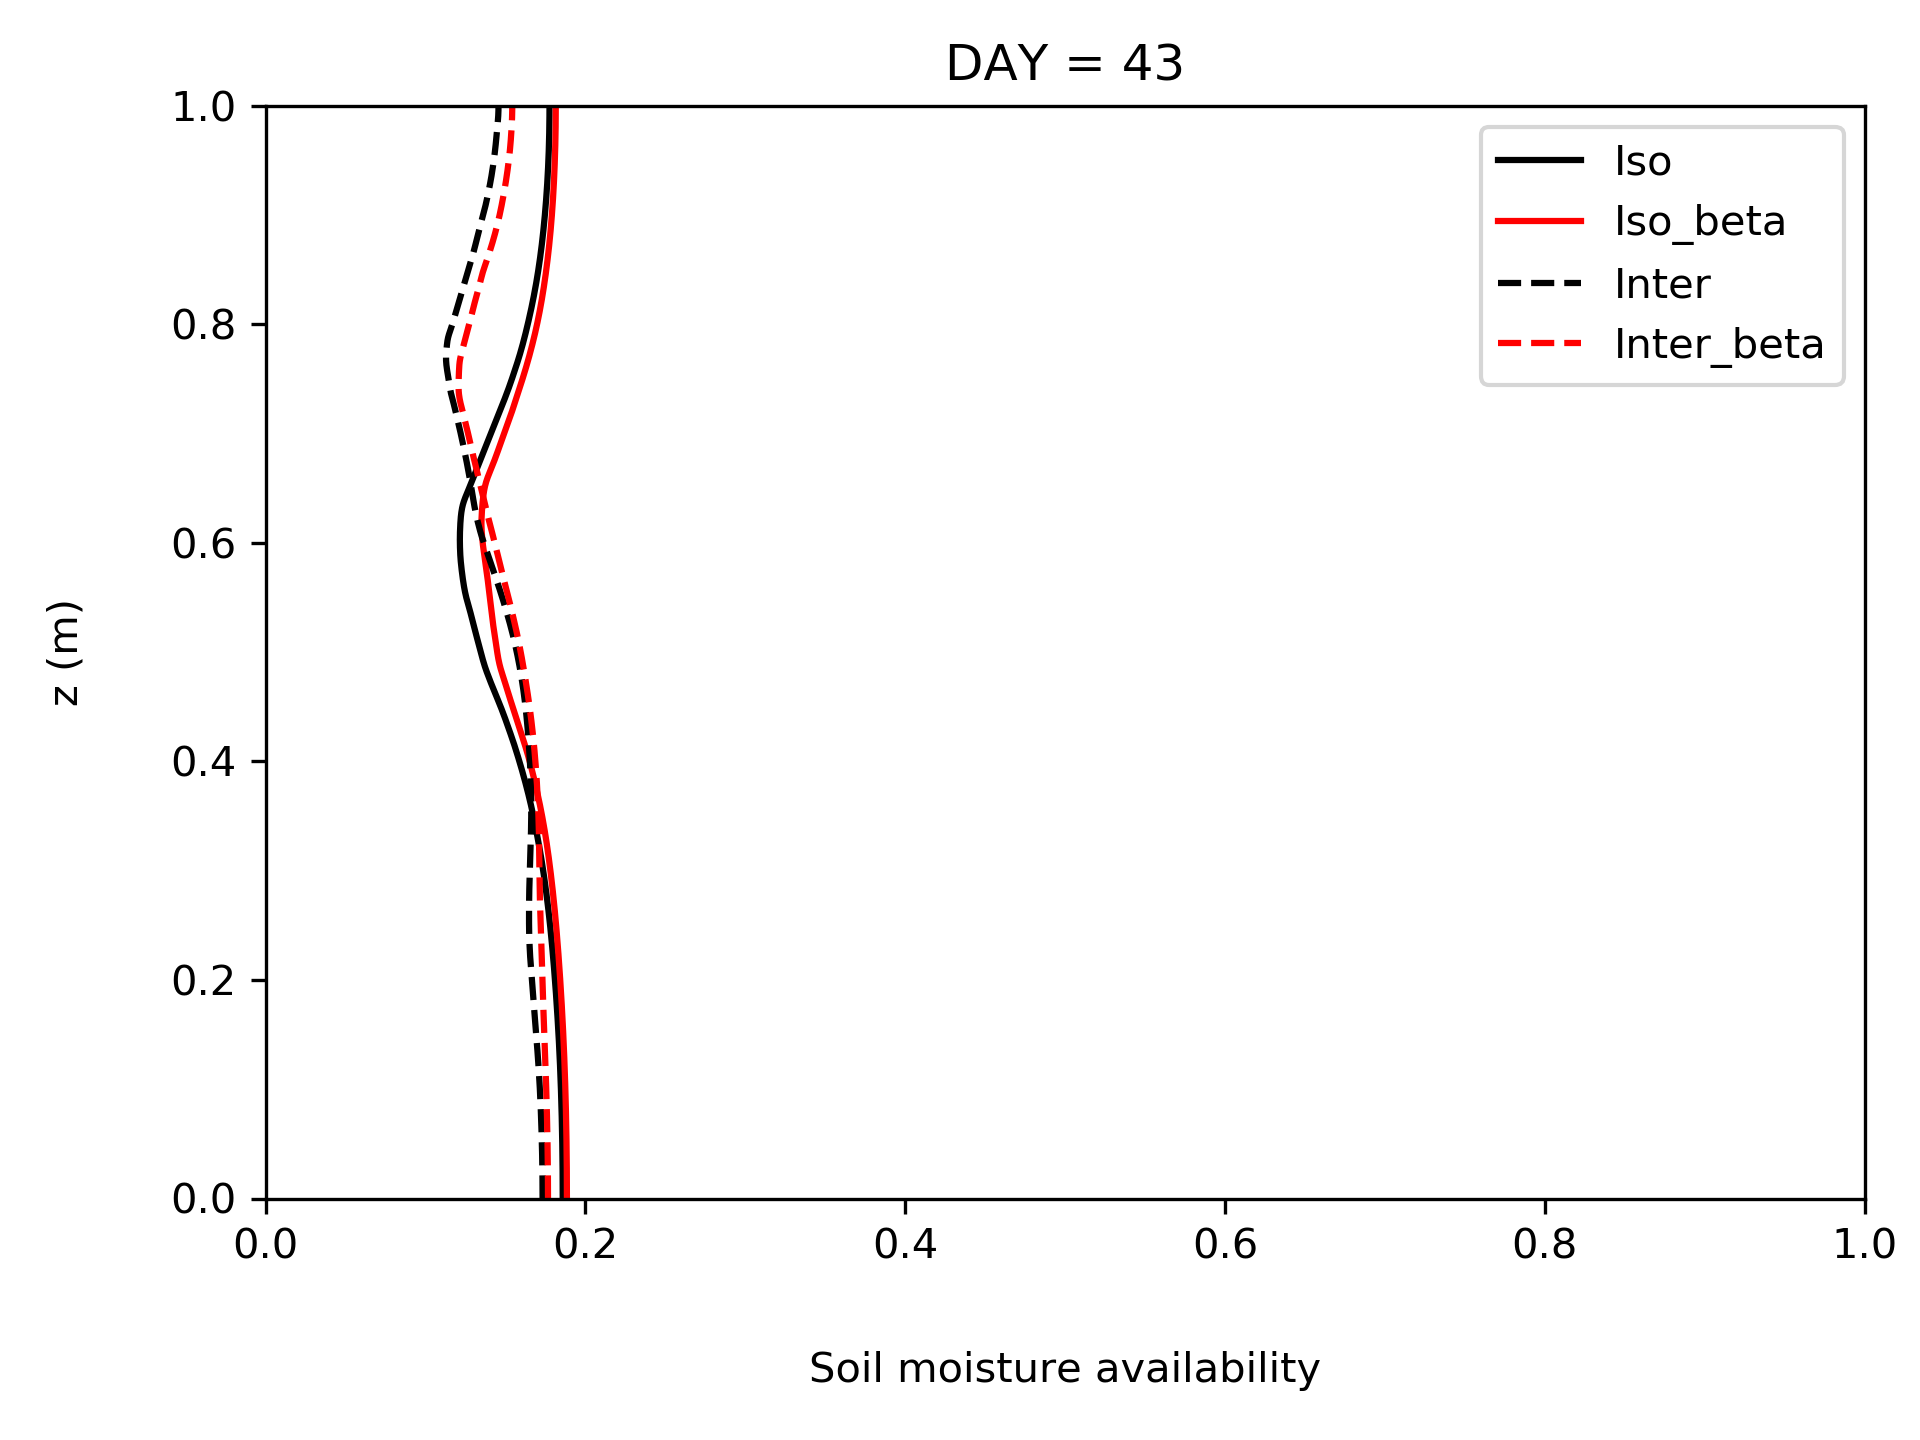 DAY = 43
1.0
0.8
0.6
0.4
0.2
0.0
z (m)
Iso
Iso_beta
Inter
Inter_beta
0.0 0.2 0.4 0.6 0.8 1.0
Soil moisture availability